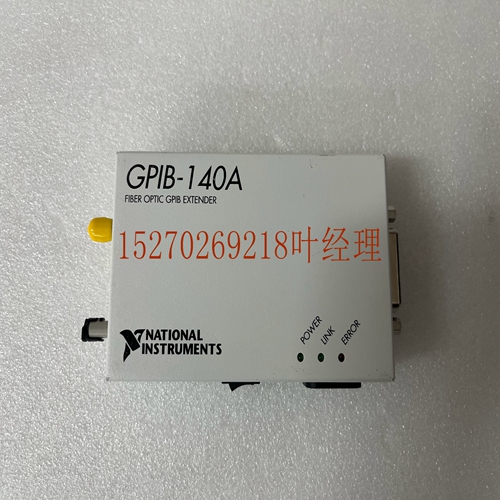 GPIB-140A
FIBER OPTIC GPIB EXTENDER
15270269218叶经理
NATIONAL
INSTRUMENTS
POWER
LINK
ERROR